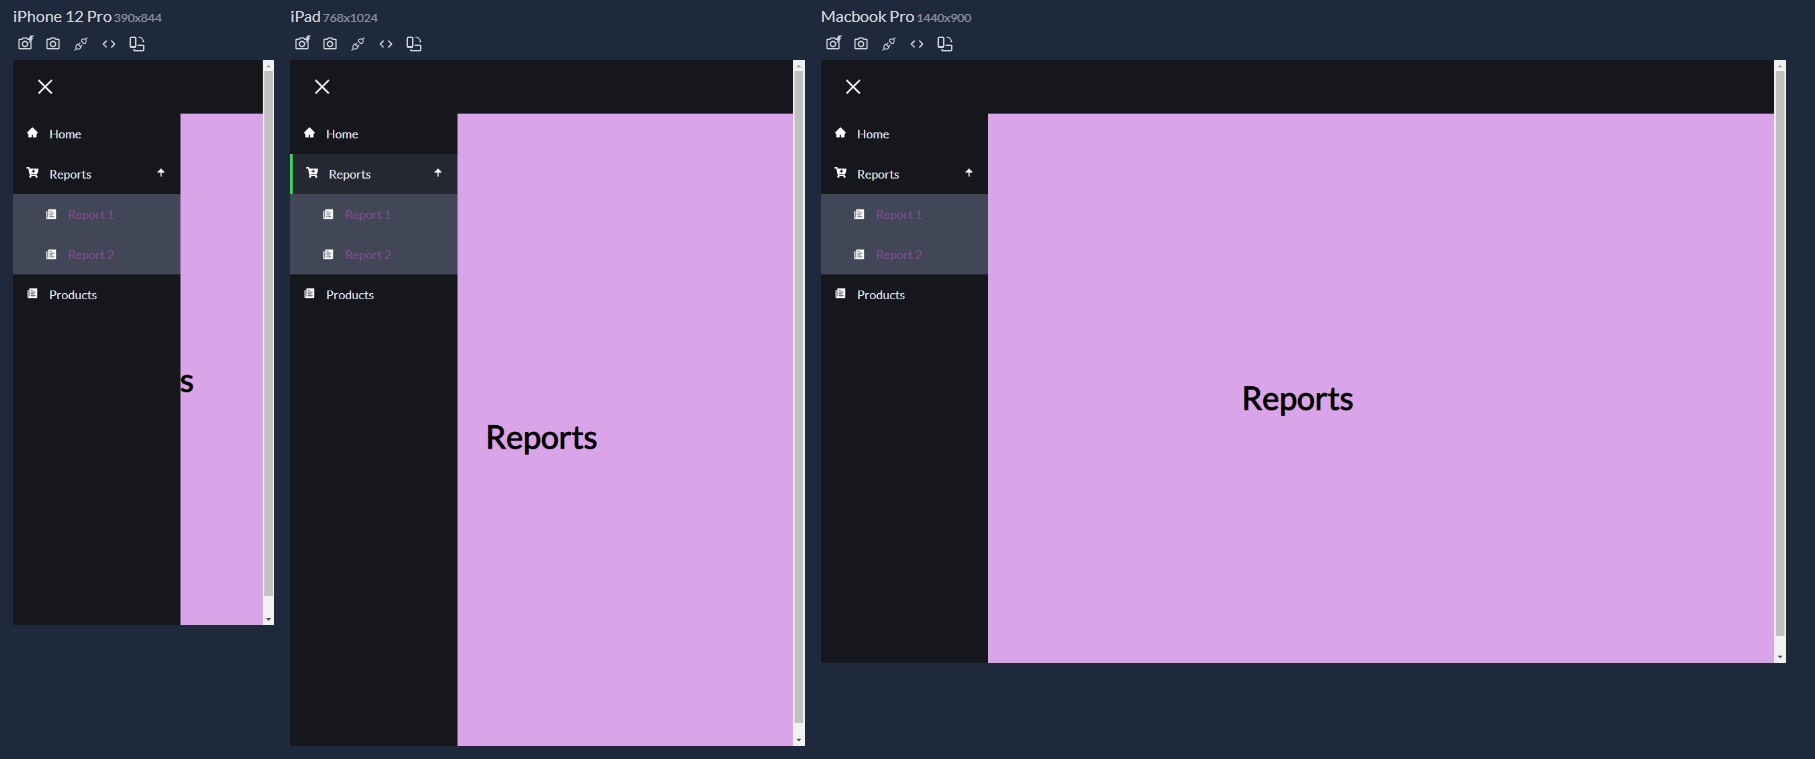 iPhone 12 Pro 390x844
Home
Reports
Report 1
Report 2
Products
s
iPad 768x1024
Home
Reports
Report 1
Report 2
Products
Reports
Macbook Pro 1440x900
Home
Reports
Report 1
Report 2
Products
Reports